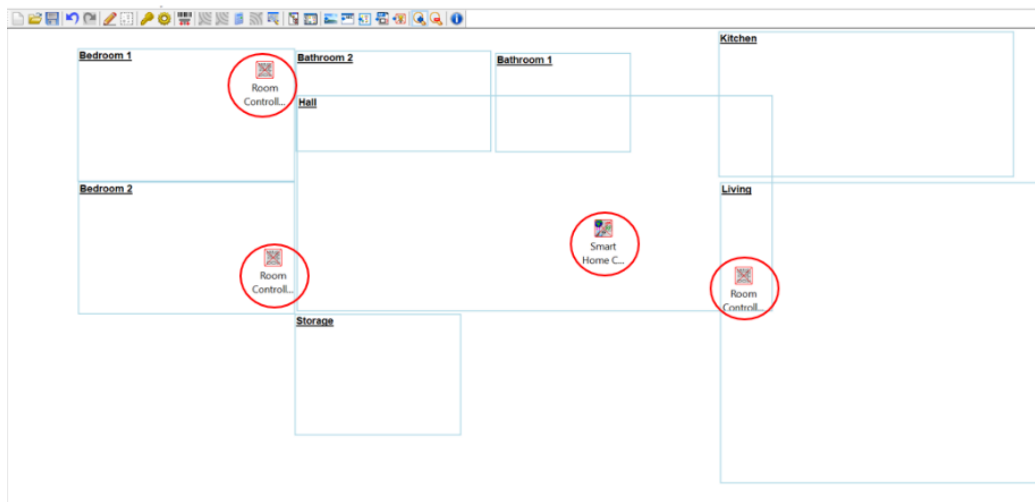 Kitchen
Bedroom 1
Bathroom 2
Bathroom 1
Room
Controll...
Hall
Bedroom 2
Living
Smart
Home C...
Room
Controll...
Room
Controll...
Storage